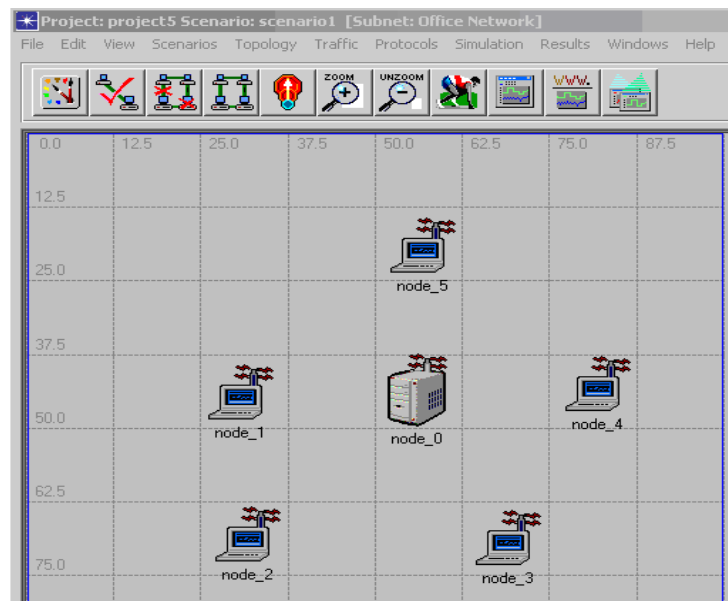 Project: project5 Scenario: scenario1 [Subnet: Office Network]
File Edit View Scenarios Topology Traffic Protocols Simulation Results Windows Help
ZOOM UNZOOM
0.0 12.5 25.0 37.5 50.0 62.5 75.0 87.5
12.5
25.0
node_5
37.5
50.0
node_1 node_0 node_4
62.5
75.0
node_2 node_3